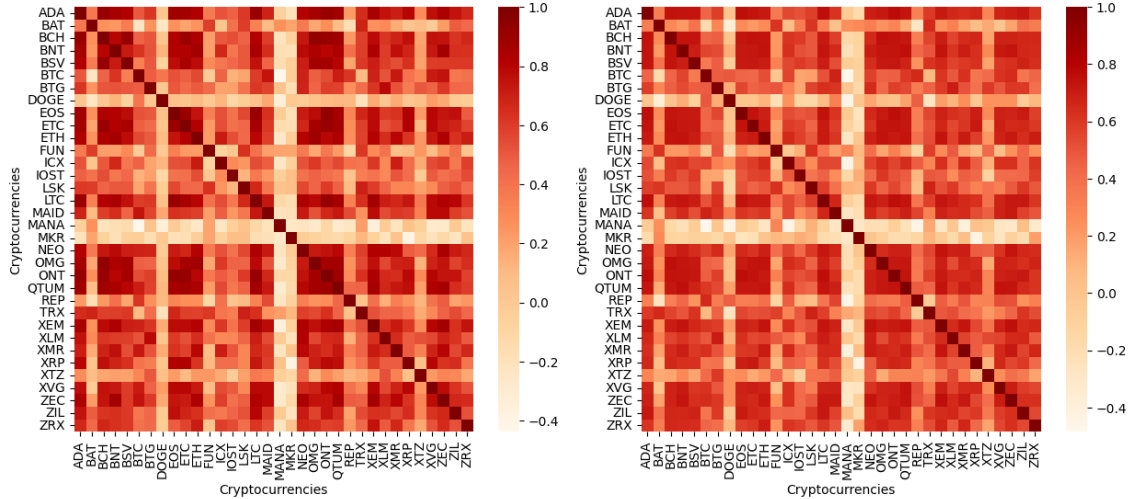 ADA
BAT
BCH
BNT
BSV
BTC
BTG
DOGE
EOS
ETC
ETH
FUN
ICX
IOST
LSK
LTC
MAID
MANA
MKR
NEO
OMG
ONT
QTUM
REP
TRX
XEM
XLM
XMR
XRP
XTZ
XVG
ZEC
ZIL
ZRX
Cryptocurrencies
ADA BAT BCH BNT BSV BTC BTG DOGE EOS ETC ETH FUN ICX IOST LSK LTC MAID MANA MKR NEO OMG ONT QTUM REP TRX XEM XLM XMR XRP XTZ XVG ZEC ZIL ZRX
Cryptocurrencies
1.0
0.8
0.6
0.4
0.2
0.0
−0.2
−0.4
ADA
BAT
BCH
BNT
BSV
BTC
BTG
DOGE
EOS
ETC
ETH
FUN
ICX
IOST
LSK
LTC
MAID
MANA
MKR
NEO
OMG
ONT
QTUM
REP
TRX
XEM
XLM
XMR
XRP
XTZ
XVG
ZEC
ZIL
ZRX
Cryptocurrencies
ADA BAT BCH BNT BSV BTC BTG DOGE EOS ETC ETH FUN ICX IOST LSK LTC MAID MANA MKR NEO OMG ONT QTUM REP TRX XEM XLM XMR XRP XTZ XVG ZEC ZIL ZRX
Cryptocurrencies
1.0
0.8
0.6
0.4
0.2
0.0
−0.2
−0.4